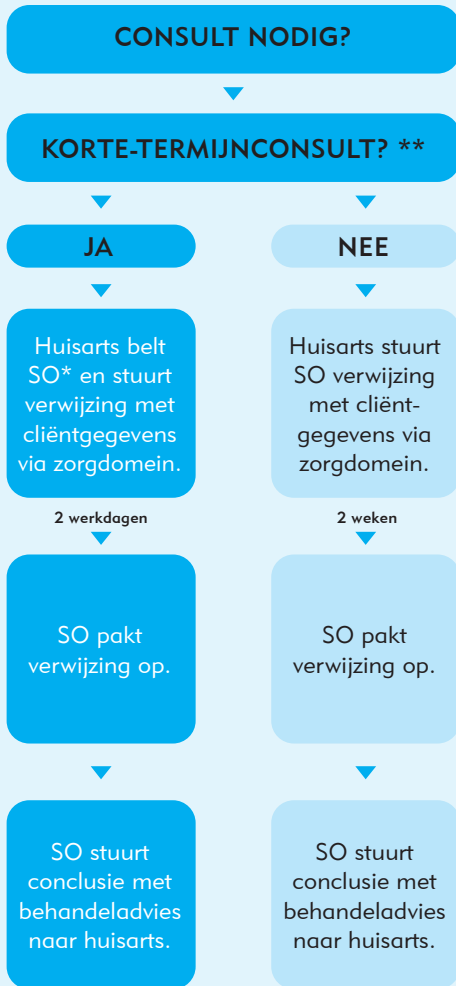 CONSULT NODIG?
KORTE-TERMIJNCONSULT? **
JA
Huisarts belt
SO* en stuurt
verwijzing met
cliëntgegevens
via zorgdomein.
2 werkdagen
SO pakt
verwijzing op.
SO stuurt
conclusie met
behandeladvies
naar huisarts.
NEE
Huisarts stuurt
SO verwijzing
met cliënt-
gegevens via
zorgdomein.
2 weken
SO pakt
verwijzing op.
SO stuurt
conclusie met
behandeladvies
naar huisarts.